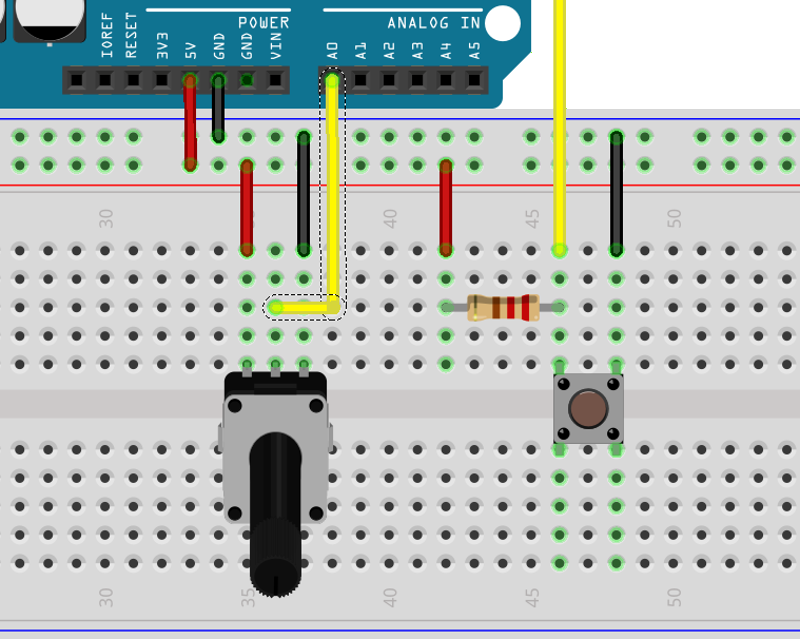 POWER
ANALOG IN
IOREF
RESET
3V3
5V
GND
GND
VIN
A0
A1
A2
A3
A4
A5
30
40
45
50
30
35
40
45
50